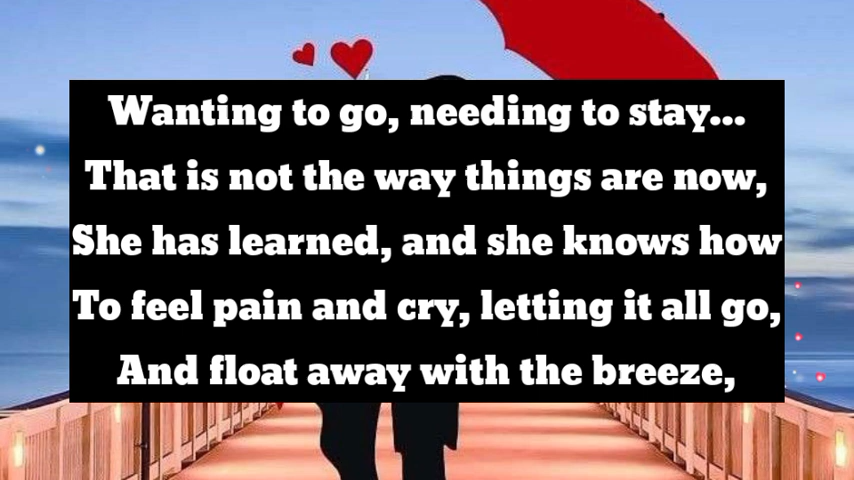 Wanting to go, needing to stay...
That is not the way things are now,
She has learned, and she knows how
To feel pain and cry, letting it all go,
And float away with the breeze,